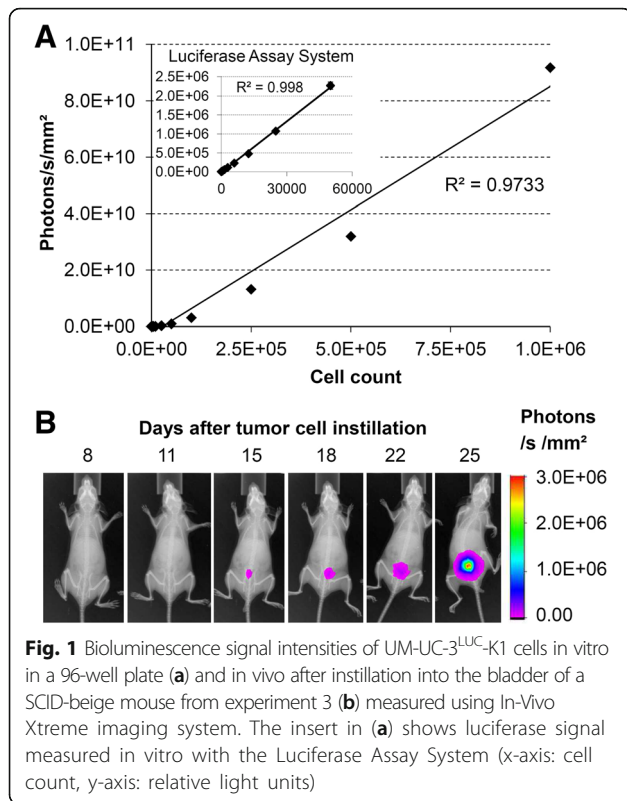 A
Photons/s/mm²
1.0E+11
8.0E+10
6.0E+10
4.0E+10
2.0E+10
0.0E+00
0.0E+00 2.5E+05 5.0E+05 7.5E+05 1.0E+06
Cell count
R² = 0.9733
Luciferase Assay System
2.5E+06
2.0E+06
1.5E+06
1.0E+06
5.0E+05
0.0E+00
R² = 0.998
0 30000 60000
B
Days after tumor cell instillation
8 11 15 18 22 25
Photons
/s /mm²
3.0E+06
2.0E+06
1.0E+06
0.00
Fig. 1 Bioluminescence signal intensities of UM-UC-3LUC-K1 cells in vitro
in a 96-well plate (a) and in vivo after instillation into the bladder of a
SCID-beige mouse from experiment 3 (b) measured using In-Vivo
Xtreme imaging system. The insert in (a) shows luciferase signal
measured in vitro with the Luciferase Assay System (x-axis: cell
count, y-axis: relative light units)